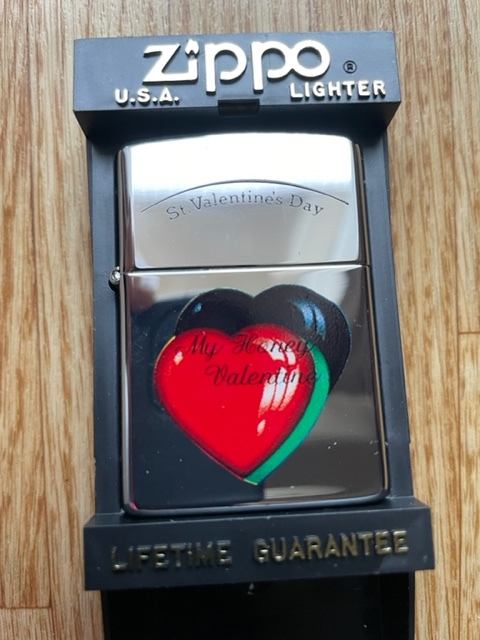 zippo ®
U.S.A. LIGHTER
St. Valentine's Day
My Honey
Valentine
LIFETIME GUARANTEE